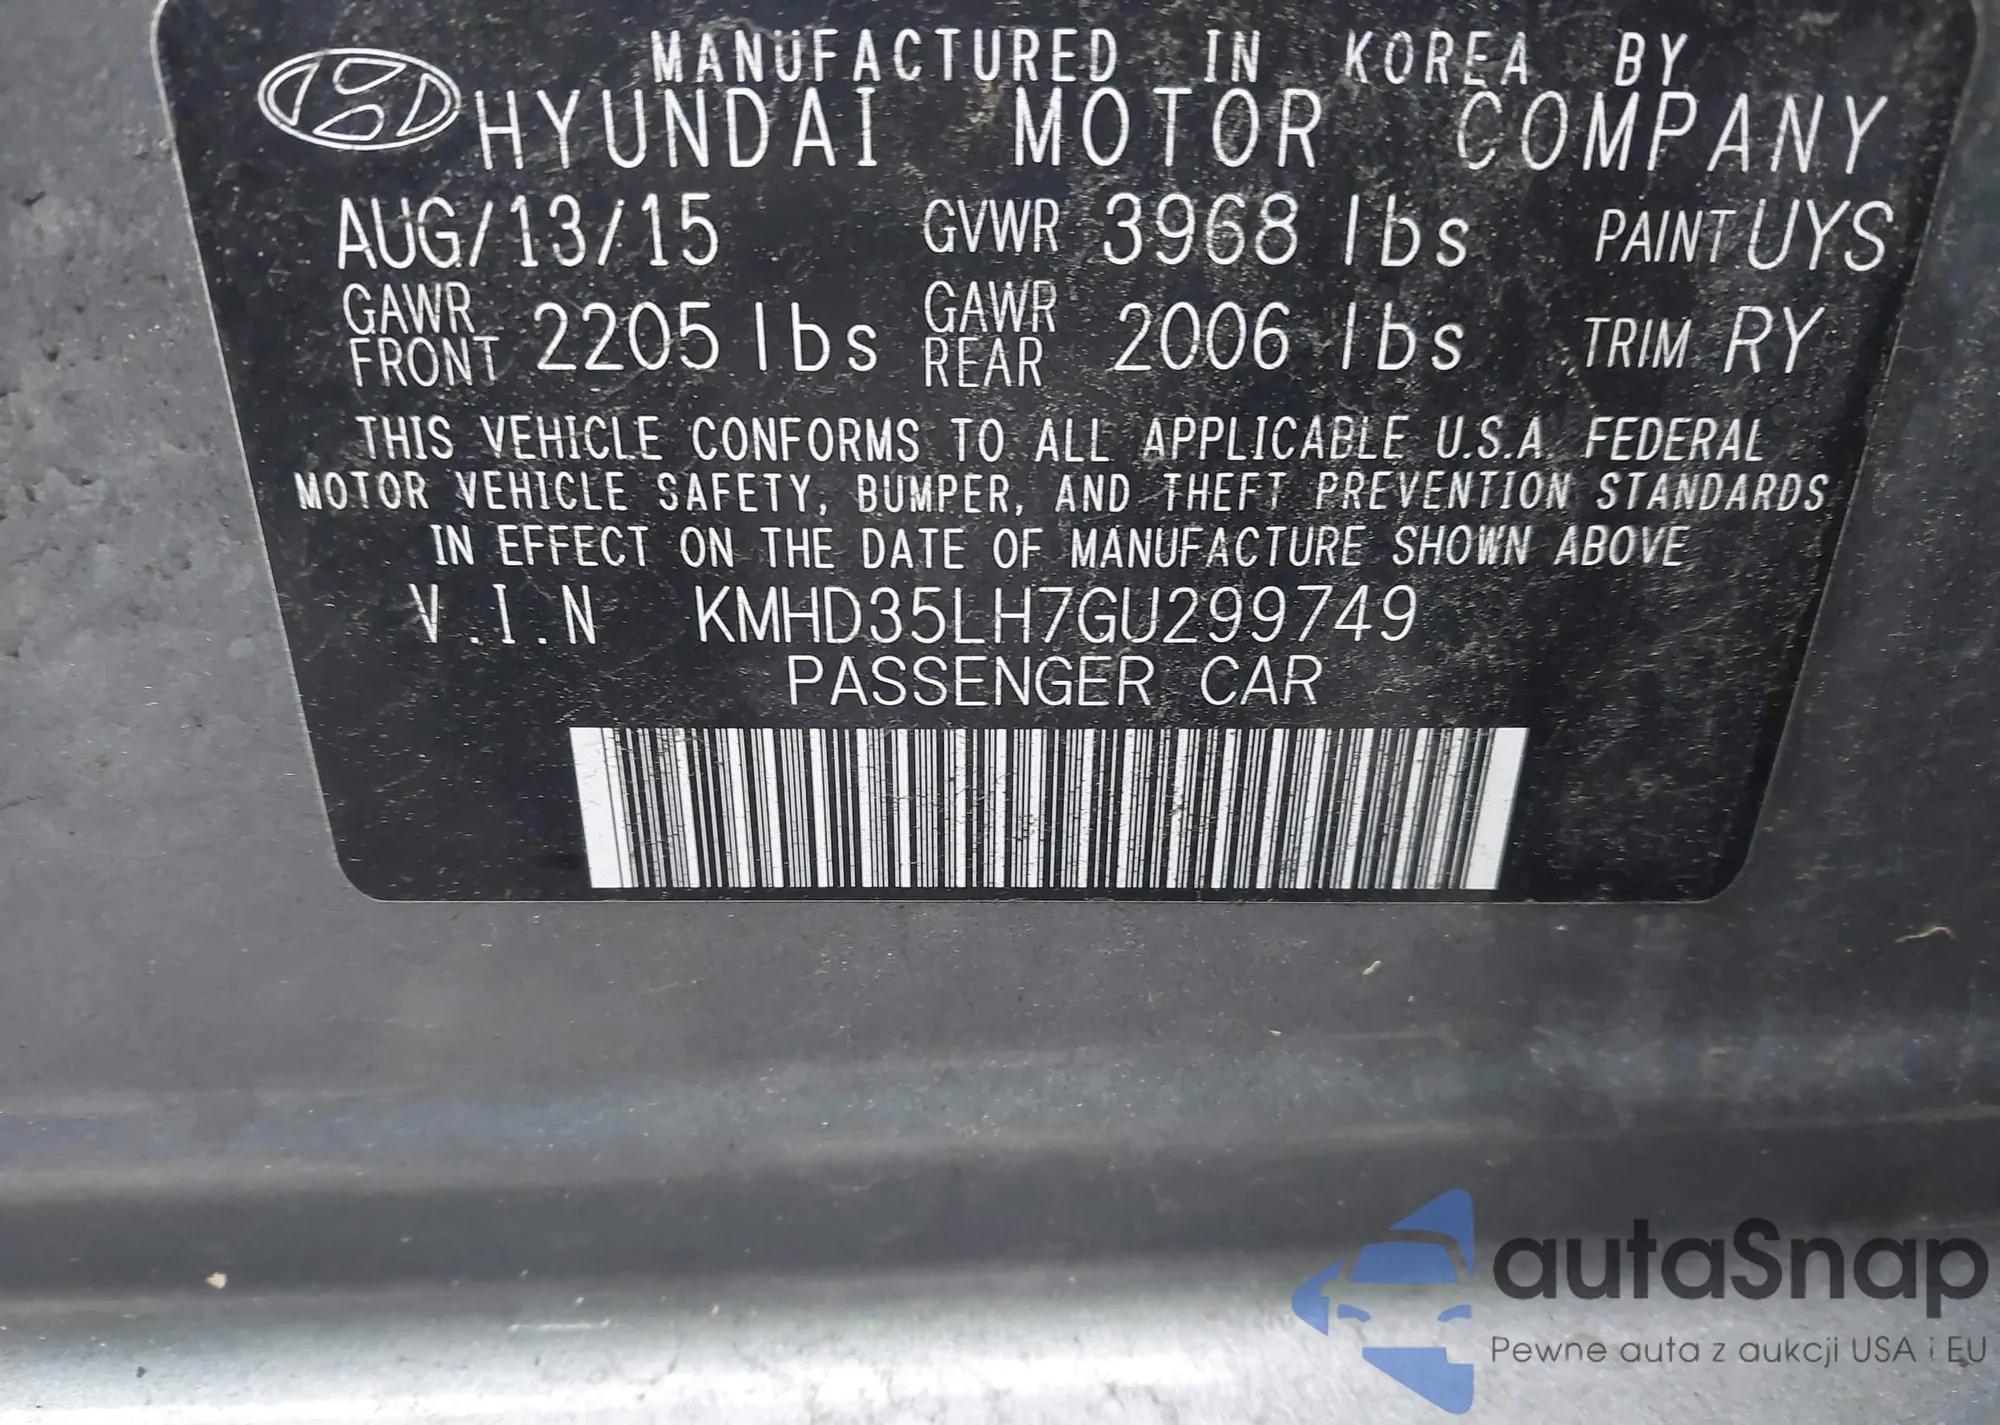 MANUFACTURED IN KOREA BY
HYUNDAI MOTOR COMPANY
AUG/13/15 GVWR 3968 lbs PAINT UYS
GAWR FRONT 2205 lbs GAWR REAR 2006 lbs TRIM RY
THIS VEHICLE CONFORMS TO ALL APPLICABLE U.S.A. FEDERAL
MOTOR VEHICLE SAFETY, BUMPER, AND THEFT PREVENTION STANDARDS
IN EFFECT ON THE DATE OF MANUFACTURE SHOWN ABOVE
V.I.N KMHD35LH7GU299749
PASSENGER CAR
autaSnap
Pewne auta z aukcji USA i EU